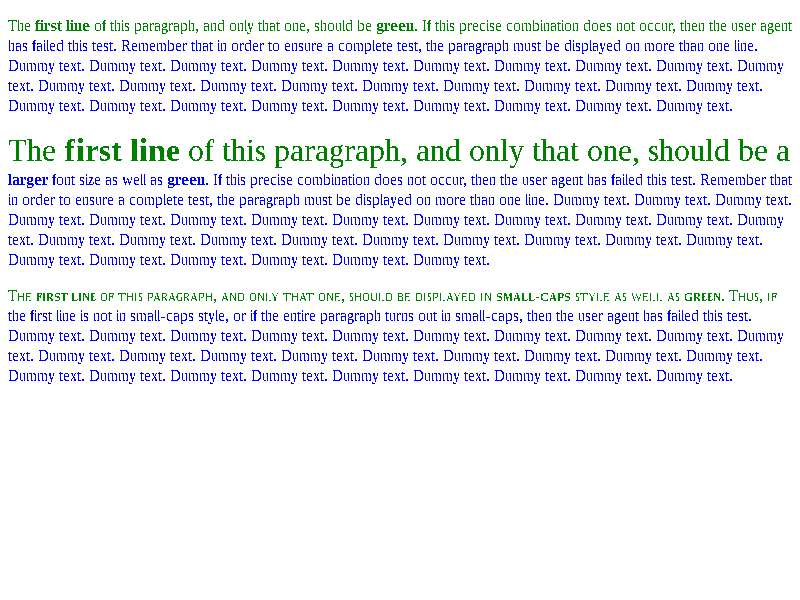 The first line of this paragraph, and only that one, should be green. If this precise combination does not occur, then the user agent
has failed this test. Remember that in order to ensure a complete test, the paragraph must be displayed on more than one line.
Dummy text. Dummy text. Dummy text. Dummy text. Dummy text. Dummy text. Dummy text. Dummy text. Dummy text. Dummy
text. Dummy text. Dummy text. Dummy text. Dummy text. Dummy text. Dummy text. Dummy text. Dummy text. Dummy text.
Dummy text. Dummy text. Dummy text. Dummy text. Dummy text. Dummy text. Dummy text. Dummy text. Dummy text.
The first line of this paragraph, and only that one, should be a
larger font size as well as green. If this precise combination does not occur, then the user agent has failed this test. Remember that
in order to ensure a complete test, the paragraph must be displayed on more than one line. Dummy text. Dummy text. Dummy text.
Dummy text. Dummy text. Dummy text. Dummy text. Dummy text. Dummy text. Dummy text. Dummy text. Dummy text. Dummy
text. Dummy text. Dummy text. Dummy text. Dummy text. Dummy text. Dummy text. Dummy text. Dummy text. Dummy text.
Dummy text. Dummy text. Dummy text. Dummy text. Dummy text. Dummy text.
The first line of this paragraph, and only that one, should be displayed in small-caps style as well as green. Thus, if
the first line is not in small-caps style, or if the entire paragraph turns out in small-caps, then the user agent has failed this test.
Dummy text. Dummy text. Dummy text. Dummy text. Dummy text. Dummy text. Dummy text. Dummy text. Dummy text. Dummy
text. Dummy text. Dummy text. Dummy text. Dummy text. Dummy text. Dummy text. Dummy text. Dummy text. Dummy text.
Dummy text. Dummy text. Dummy text. Dummy text. Dummy text. Dummy text. Dummy text. Dummy text. Dummy text.